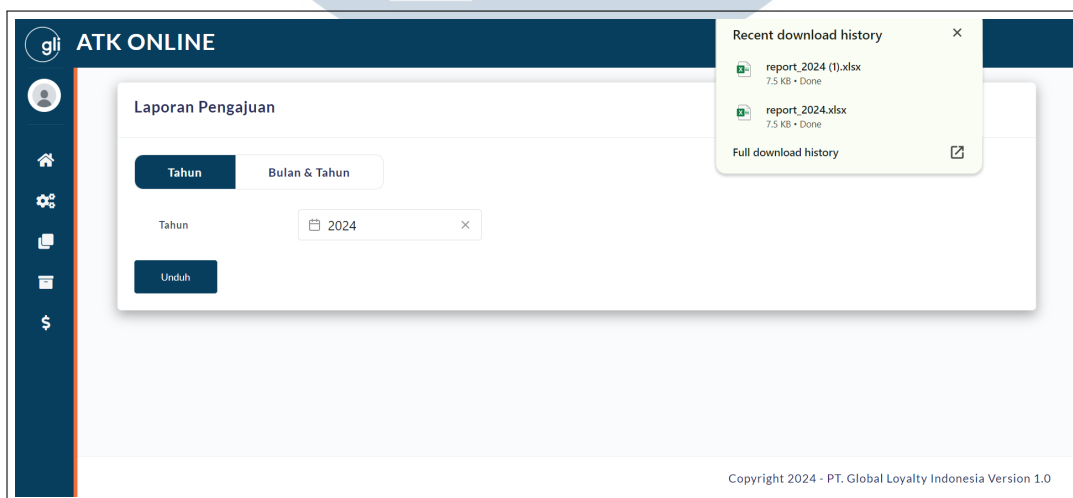 gli ATK ONLINE
Recent download history
report_2024 (1).xlsx
7.5 KB • Done
report_2024.xlsx
7.5 KB • Done
Full download history
Laporan Pengajuan
Tahun Bulan & Tahun
Tahun 2024
Unduh
Copyright 2024 - PT. Global Loyalty Indonesia Version 1.0